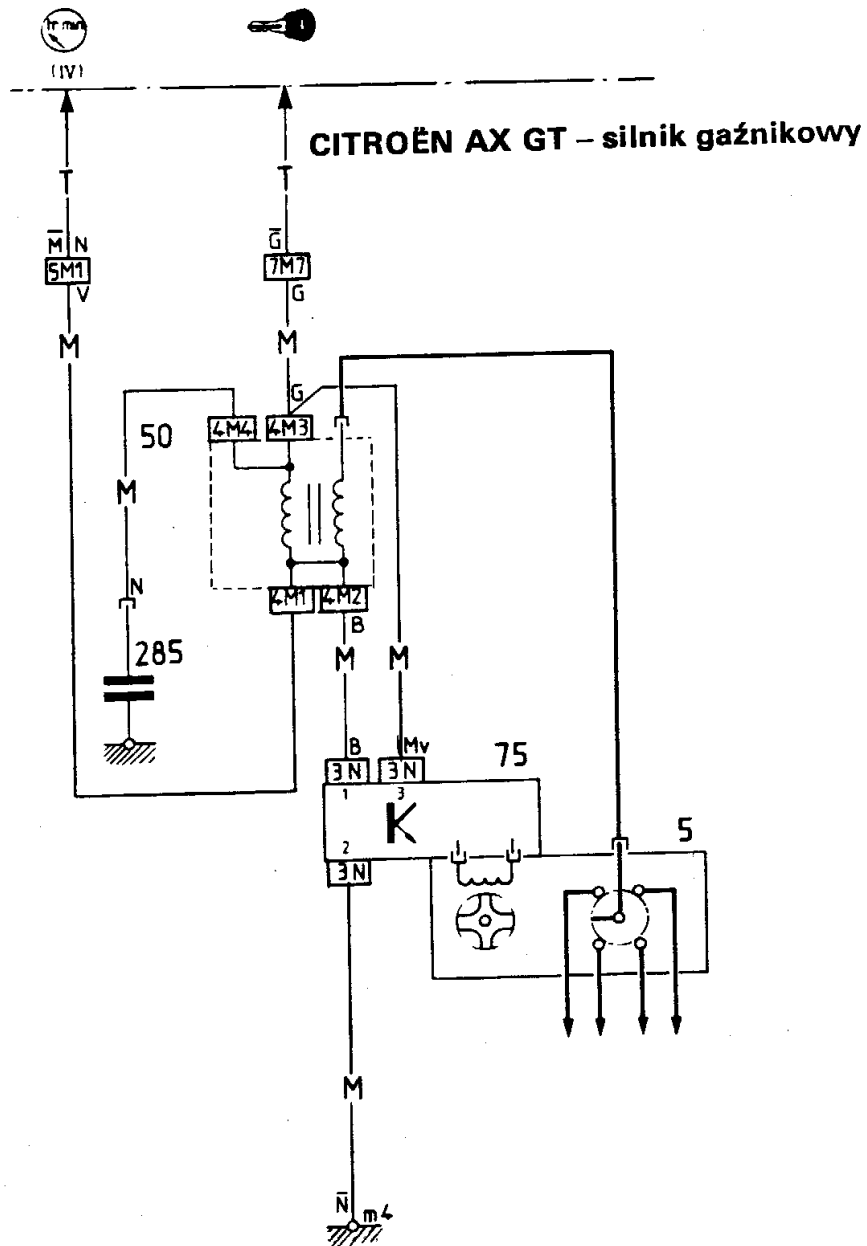 tr min
(IV)
CITROËN AX GT – silnik gaźnikowy
T
T
M̅ N
G̅
5M1
7M7
V
G
M
M
G
50
4M4
4M3
M
N
4M1
4M2
B
M
M
285
B
Mv
75
3N
3N
1
3
K
2
5
3N
M
N̅
m4